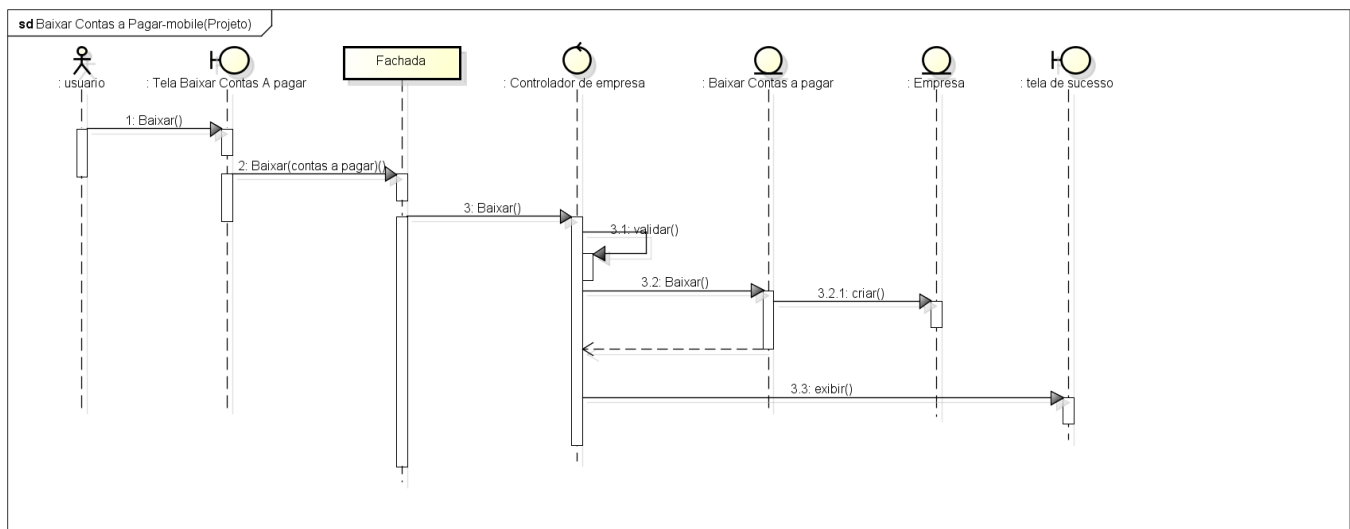 sd Baixar Contas a Pagar-mobile(Projeto)
: usuario
: Tela Baixar Contas A pagar
Fachada
: Controlador de empresa
: Baixar Contas a pagar
: Empresa
: tela de sucesso
1: Baixar()
2: Baixar(contas a pagar)()
3: Baixar()
3.1: validar()
3.2: Baixar()
3.2.1: criar()
3.3: exibir()